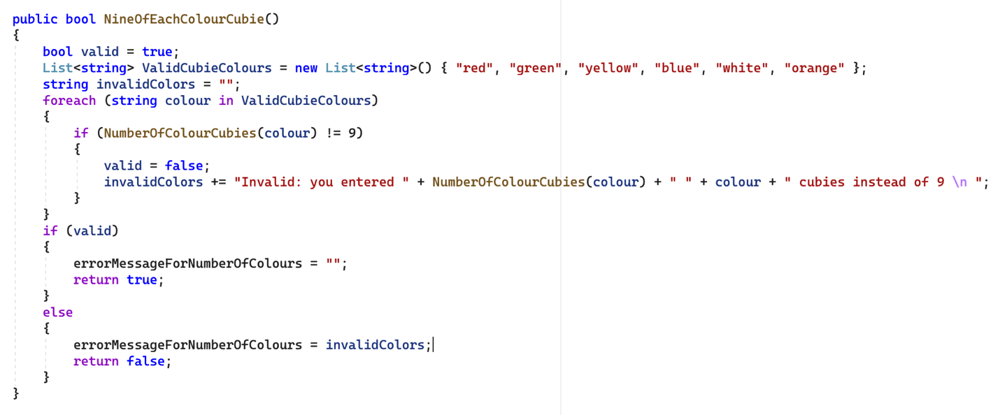 public bool NineOfEachColourCubie()
{
    bool valid = true;
    List<string> ValidCubieColours = new List<string>() { "red", "green", "yellow", "blue", "white", "orange" };
    string invalidColors = "";
    foreach (string colour in ValidCubieColours)
    {
        if (NumberOfColourCubies(colour) != 9)
        {
            valid = false;
            invalidColors += "Invalid: you entered " + NumberOfColourCubies(colour) + " " + colour + " cubies instead of 9 \n ";
        }
    }
    if (valid)
    {
        errorMessageForNumberOfColours = "";
        return true;
    }
    else
    {
        errorMessageForNumberOfColours = invalidColors;
        return false;
    }
}